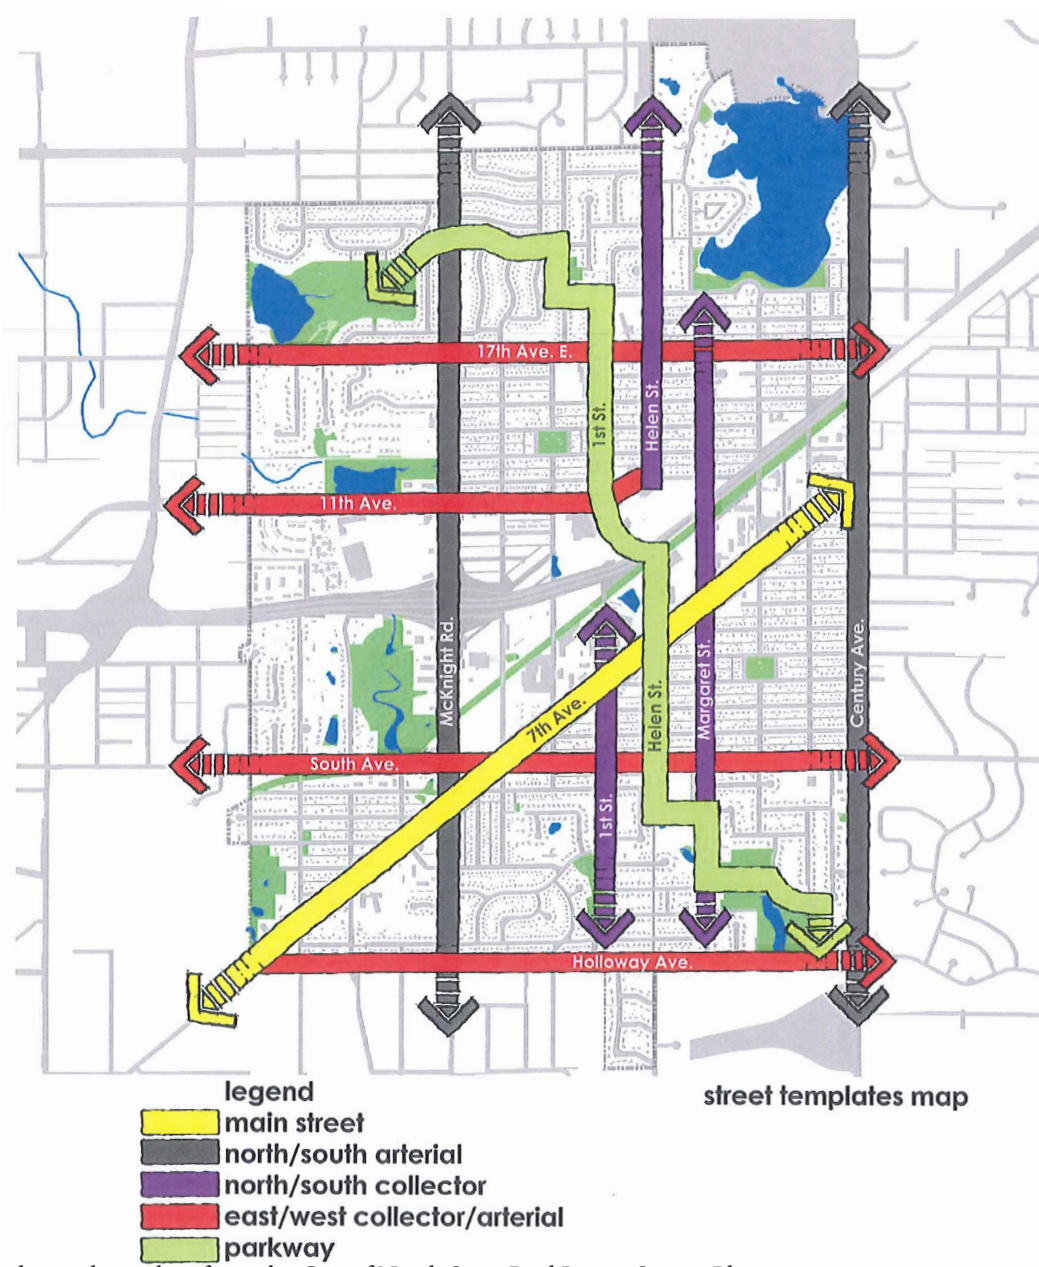 17th Ave. E.
1st St.
Helen St.
11th Ave.
McKnight Rd.
Margaret St.
Century Ave.
Helen St.
7th Ave.
South Ave.
1st St.
Holloway Ave.
legend
street templates map
main street
north/south arterial
north/south collector
east/west collector/arterial
parkway